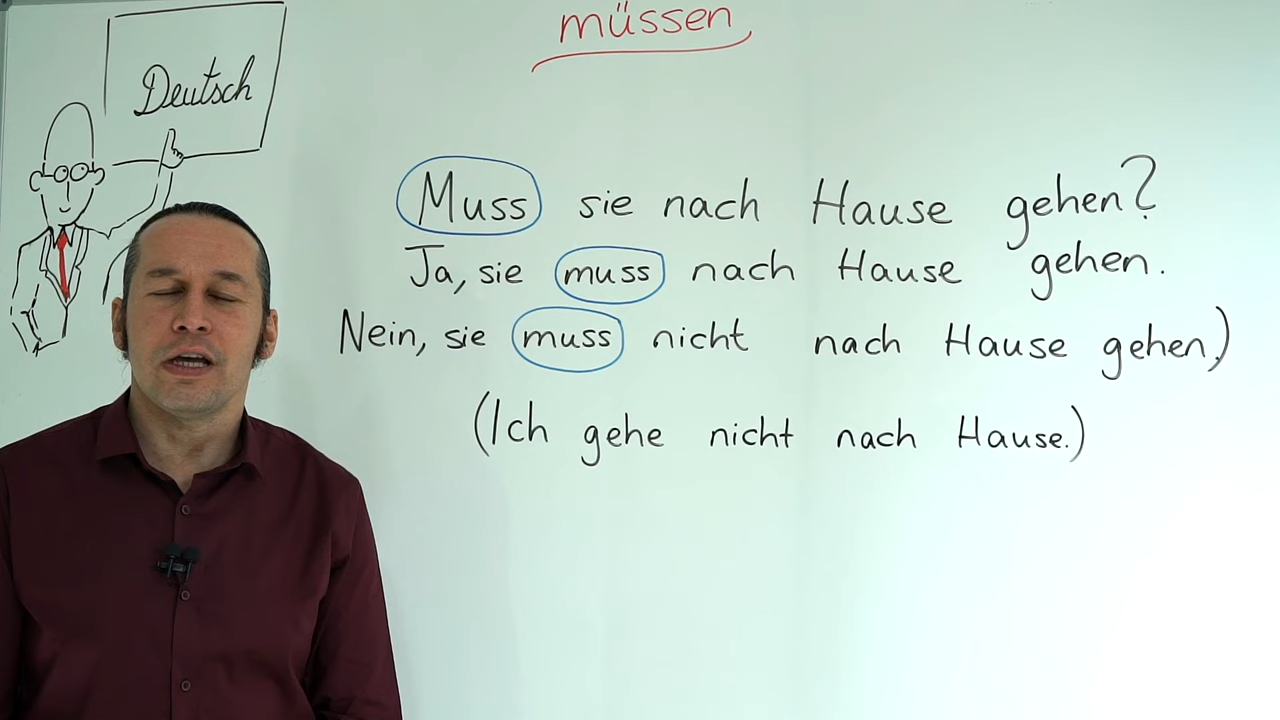 müssen
Deutsch
Muss sie nach Hause gehen?
Ja, sie muss nach Hause gehen.
Nein, sie muss nicht nach Hause gehen,)
(Ich gehe nicht nach Hause.)